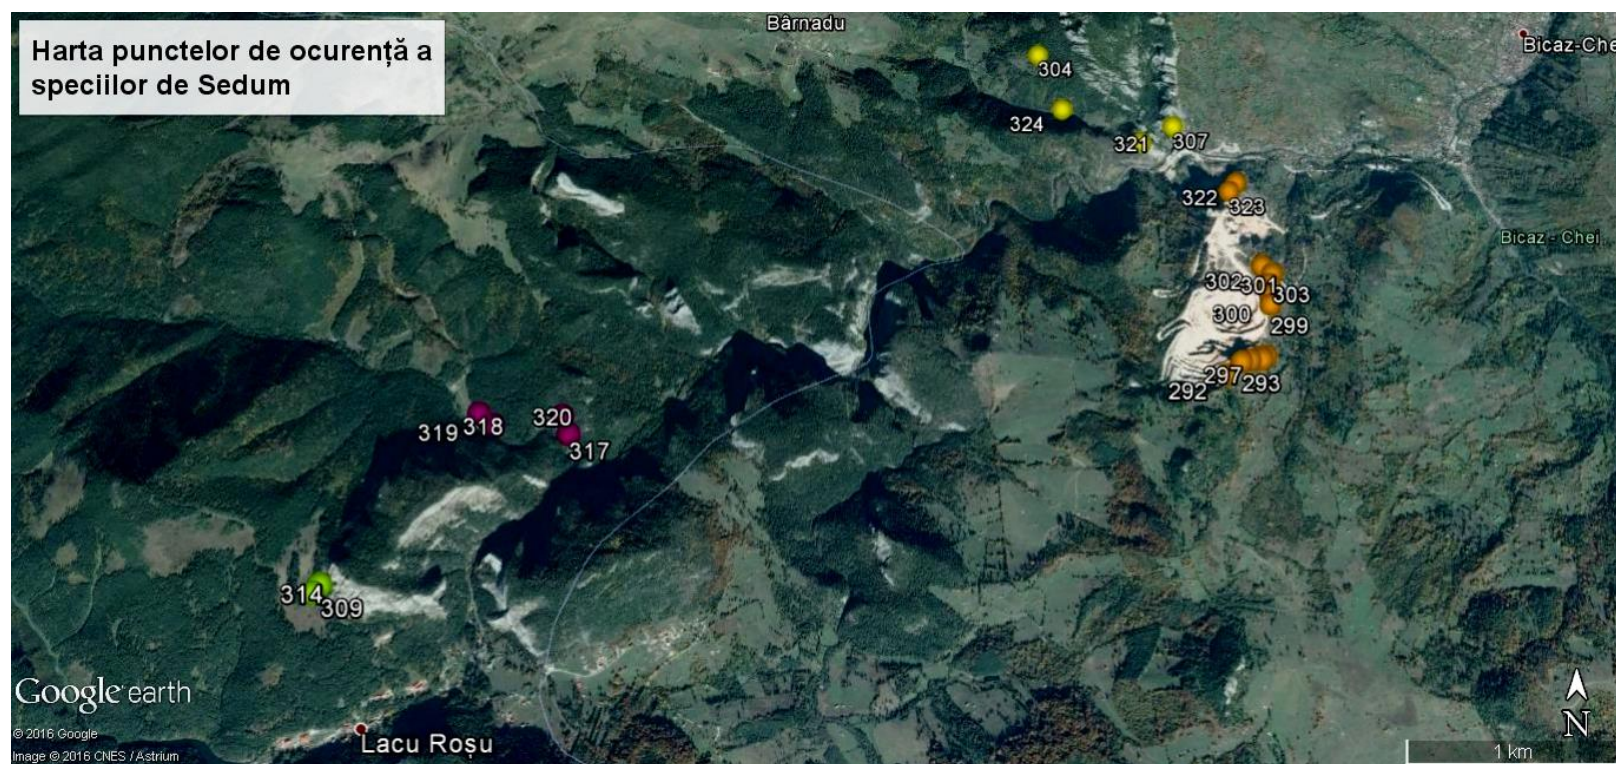 Harta punctelor de ocurență a
speciilor de Sedum
Bârnadu
Bicaz-Che
304
324
321
307
322
323
Bicaz - Chei
302
301
303
300
299
297
293
292
320
319
318
317
314
309
Google earth
© 2016 Google
Image © 2016 CNES / Astrium
Lacu Roșu
N
1 km